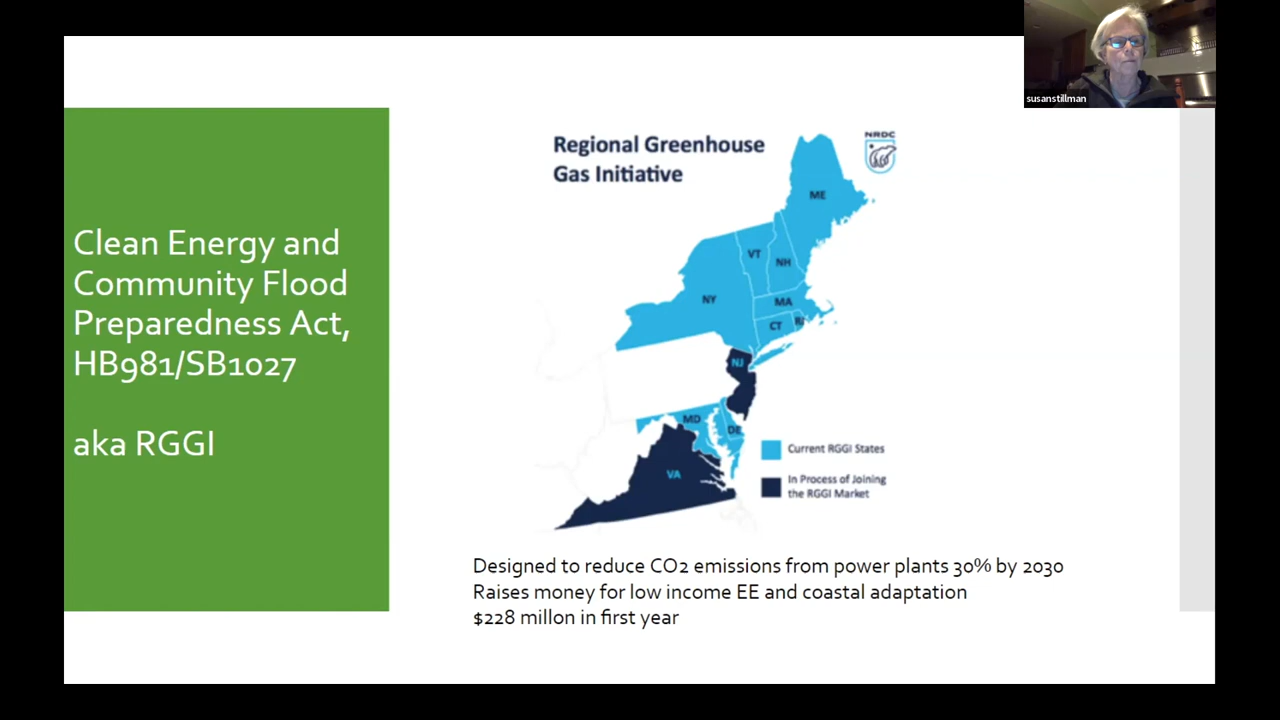 susanstillman
Clean Energy and
Community Flood
Preparedness Act,
HB981/SB1027
aka RGGI
Regional Greenhouse
Gas Initiative
NRDC
ME
VT
NH
NY
MA
CT
RI
NJ
MD
DE
VA
Current RGGI States
In Process of Joining
the RGGI Market
Designed to reduce CO2 emissions from power plants 30% by 2030
Raises money for low income EE and coastal adaptation
$228 millon in first year